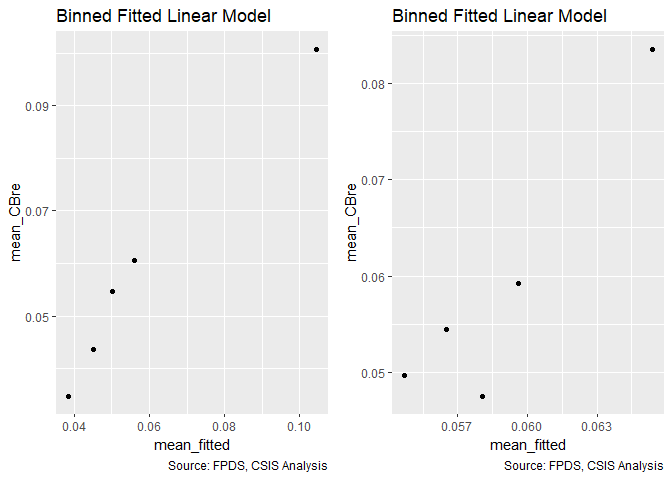 Binned Fitted Linear Model
mean_CBre
0.09
0.07
0.05
0.04 0.06 0.08 0.10
mean_fitted
Source: FPDS, CSIS Analysis
Binned Fitted Linear Model
mean_CBre
0.08
0.07
0.06
0.05
0.057 0.060 0.063
mean_fitted
Source: FPDS, CSIS Analysis